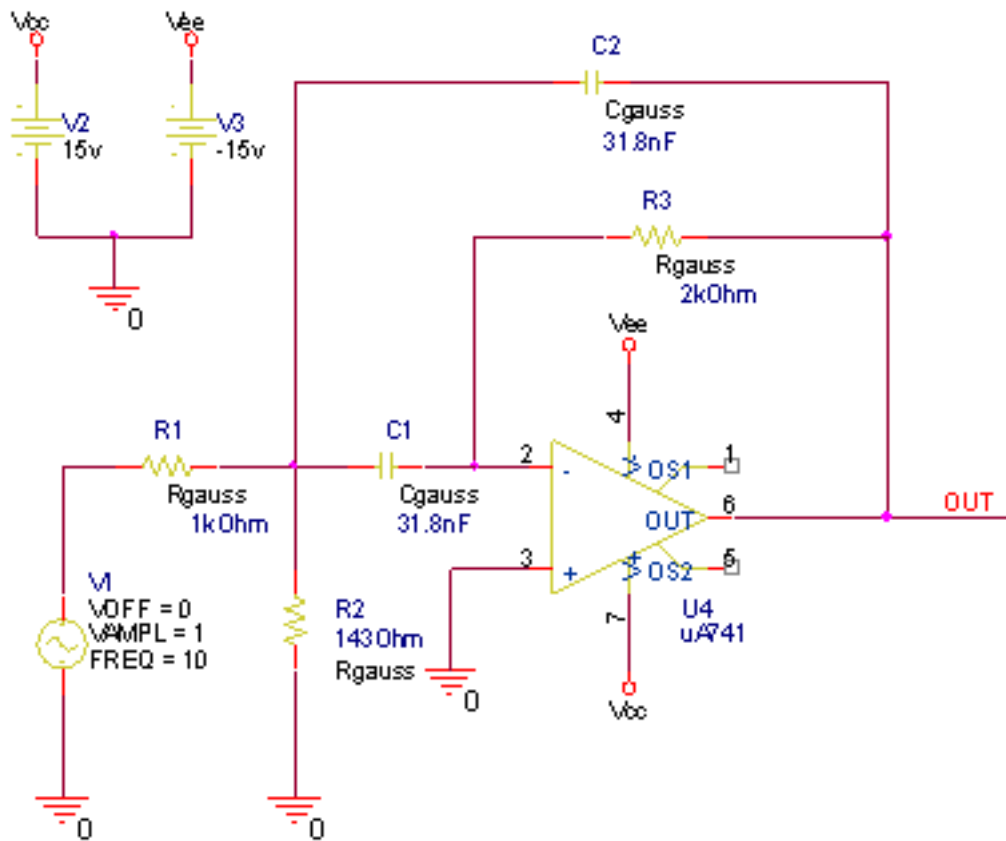 Vcc
Vee
C2
V2
15v
V3
-15v
Cgauss
31.8nF
R3
0
Rgauss
2kOhm
Vee
4
R1
C1
2
-
OS1
1
Rgauss
1kOhm
Cgauss
31.8nF
OUT
6
OUT
3
+
+
OS2
5
V1
VOFF = 0
VAMPL = 1
FREQ = 10
R2
143Ohm
Rgauss
7
U4
uA741
0
Vcc
0
0